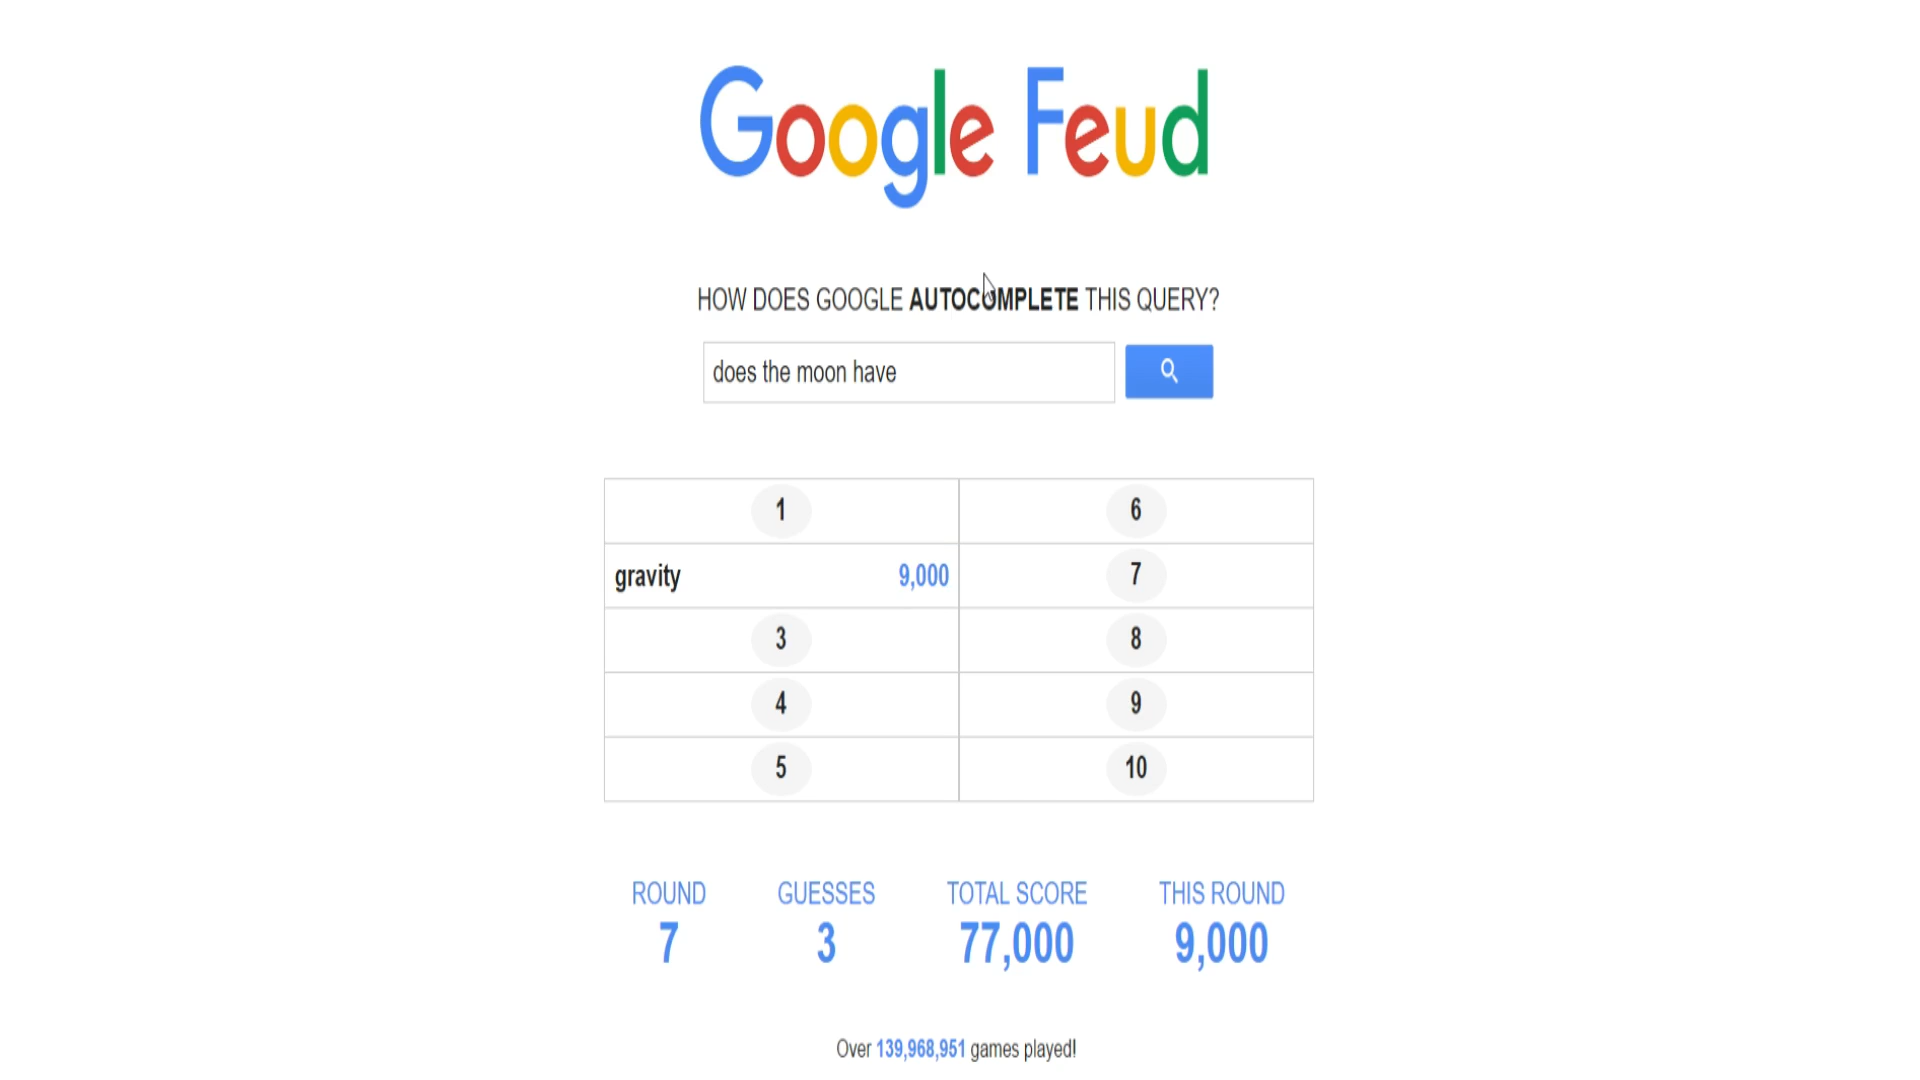 Google Feud
HOW DOES GOOGLE AUTOCOMPLETE THIS QUERY?
does the moon have
1
6
gravity 9,000
7
3
8
4
9
5
10
ROUND GUESSES TOTAL SCORE THIS ROUND
7 3 77,000 9,000
Over 139,968,951 games played!